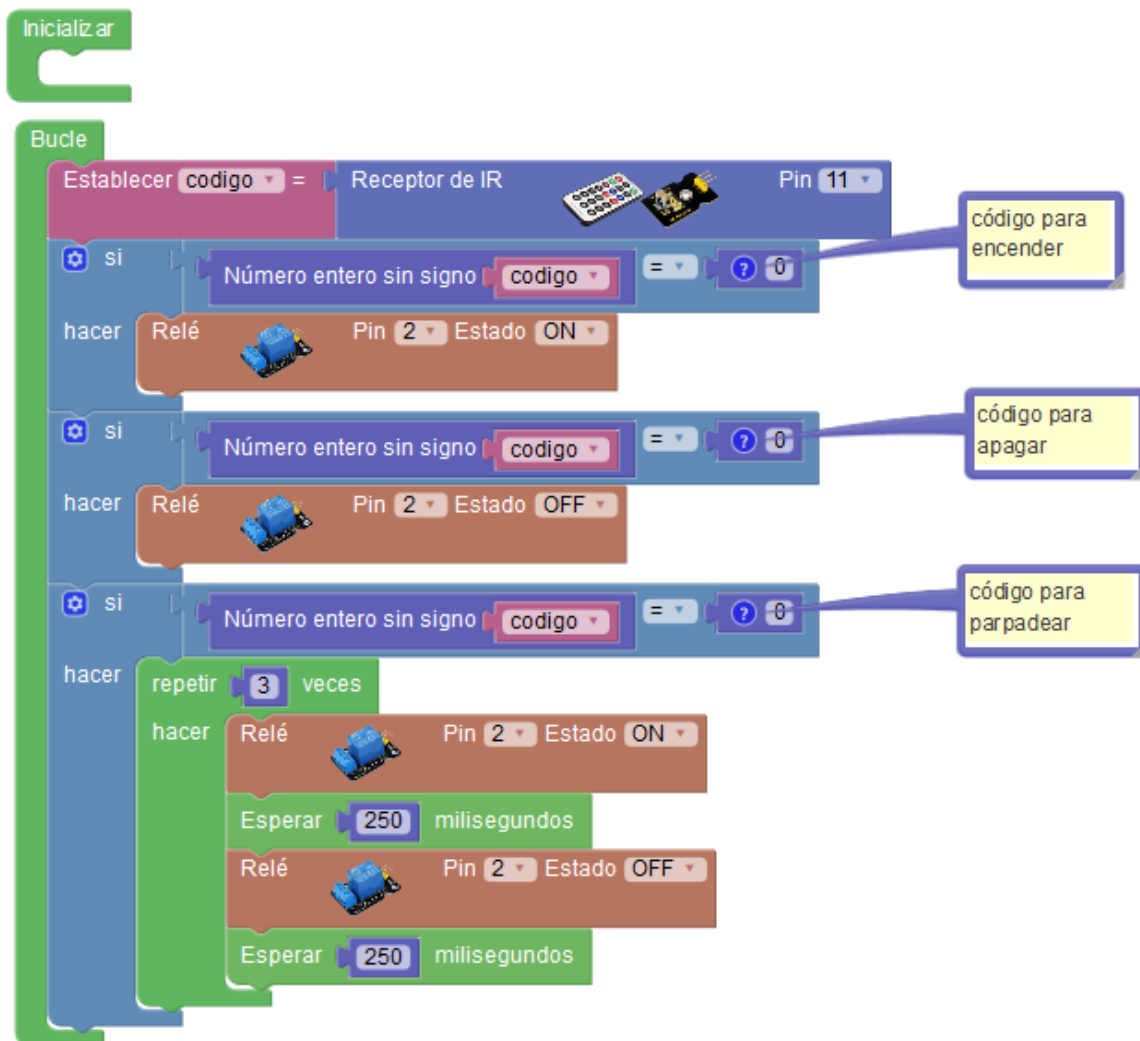 Inicializar
Bucle
Establecer codigo = Receptor de IR Pin 11
si Número entero sin signo codigo = ? 0
código para
encender
hacer Relé Pin 2 Estado ON
si Número entero sin signo codigo = ? 0
código para
apagar
hacer Relé Pin 2 Estado OFF
si Número entero sin signo codigo = ? 0
código para
parpadear
hacer repetir 3 veces
hacer Relé Pin 2 Estado ON
Esperar 250 milisegundos
Relé Pin 2 Estado OFF
Esperar 250 milisegundos